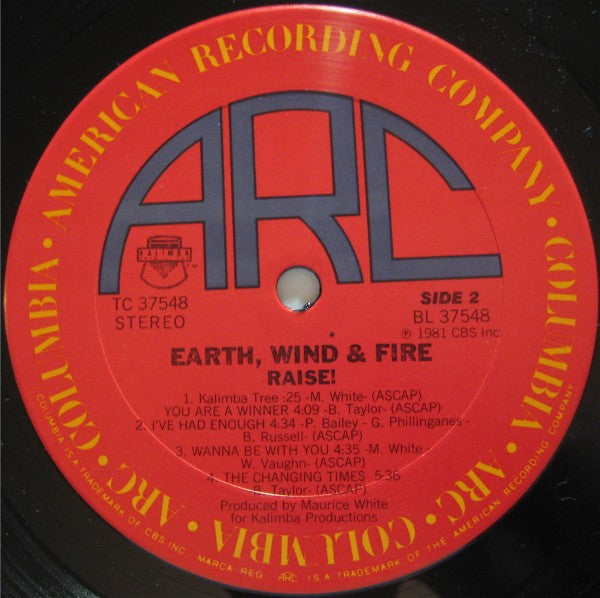 AMERICAN RECORDING COMPANY • COLUMBIA • ARC • COLUMBIA • ARC • COLUMBIA •
ARC
KALIMBA
TM
TC 37548
STEREO
SIDE 2
BL 37548
℗ 1981 CBS Inc.
EARTH, WIND & FIRE
RAISE!
1. Kalimba Tree :25 -M. White- (ASCAP)
YOU ARE A WINNER 4:09 -B. Taylor- (ASCAP)
2. I'VE HAD ENOUGH 4:34 -P. Bailey - G. Phillinganes -
B. Russell- (ASCAP)
3. WANNA BE WITH YOU 4:35 -M. White -
W. Vaughn- (ASCAP)
4. THE CHANGING TIMES 5:36
B. Taylor- (ASCAP)
Produced by Maurice White
for Kalimba Productions
COLUMBIA IS A TRADEMARK OF CBS INC. MARCA REG. ARC IS A TRADEMARK OF THE AMERICAN RECORDING COMPANY